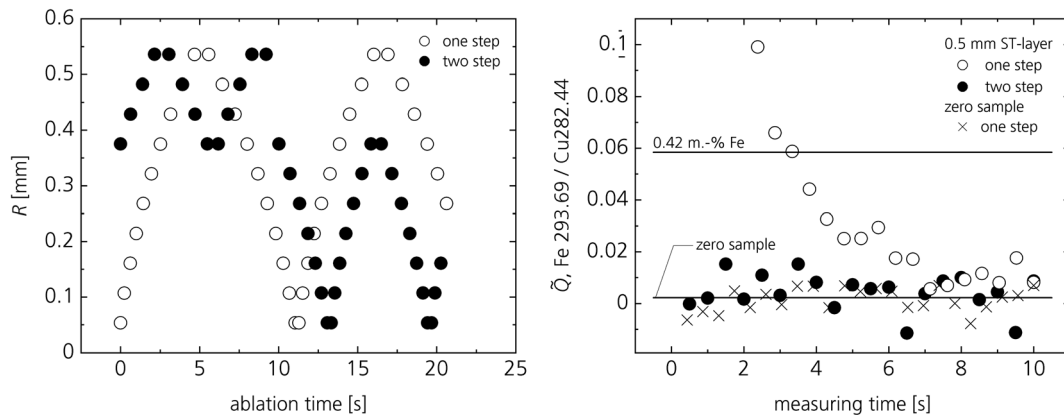 0.6
0.5
0.4
0.3
0.2
0.1
0
R [mm]
0 5 10 15 20 25
ablation time [s]
one step
two step
0.1
0.08
0.06
0.04
0.02
0
Q̃, Fe 293.69 / Cu282.44
0 2 4 6 8 10
measuring time [s]
0.5 mm ST-layer
one step
two step
zero sample
one step
0.42 m.-% Fe
zero sample